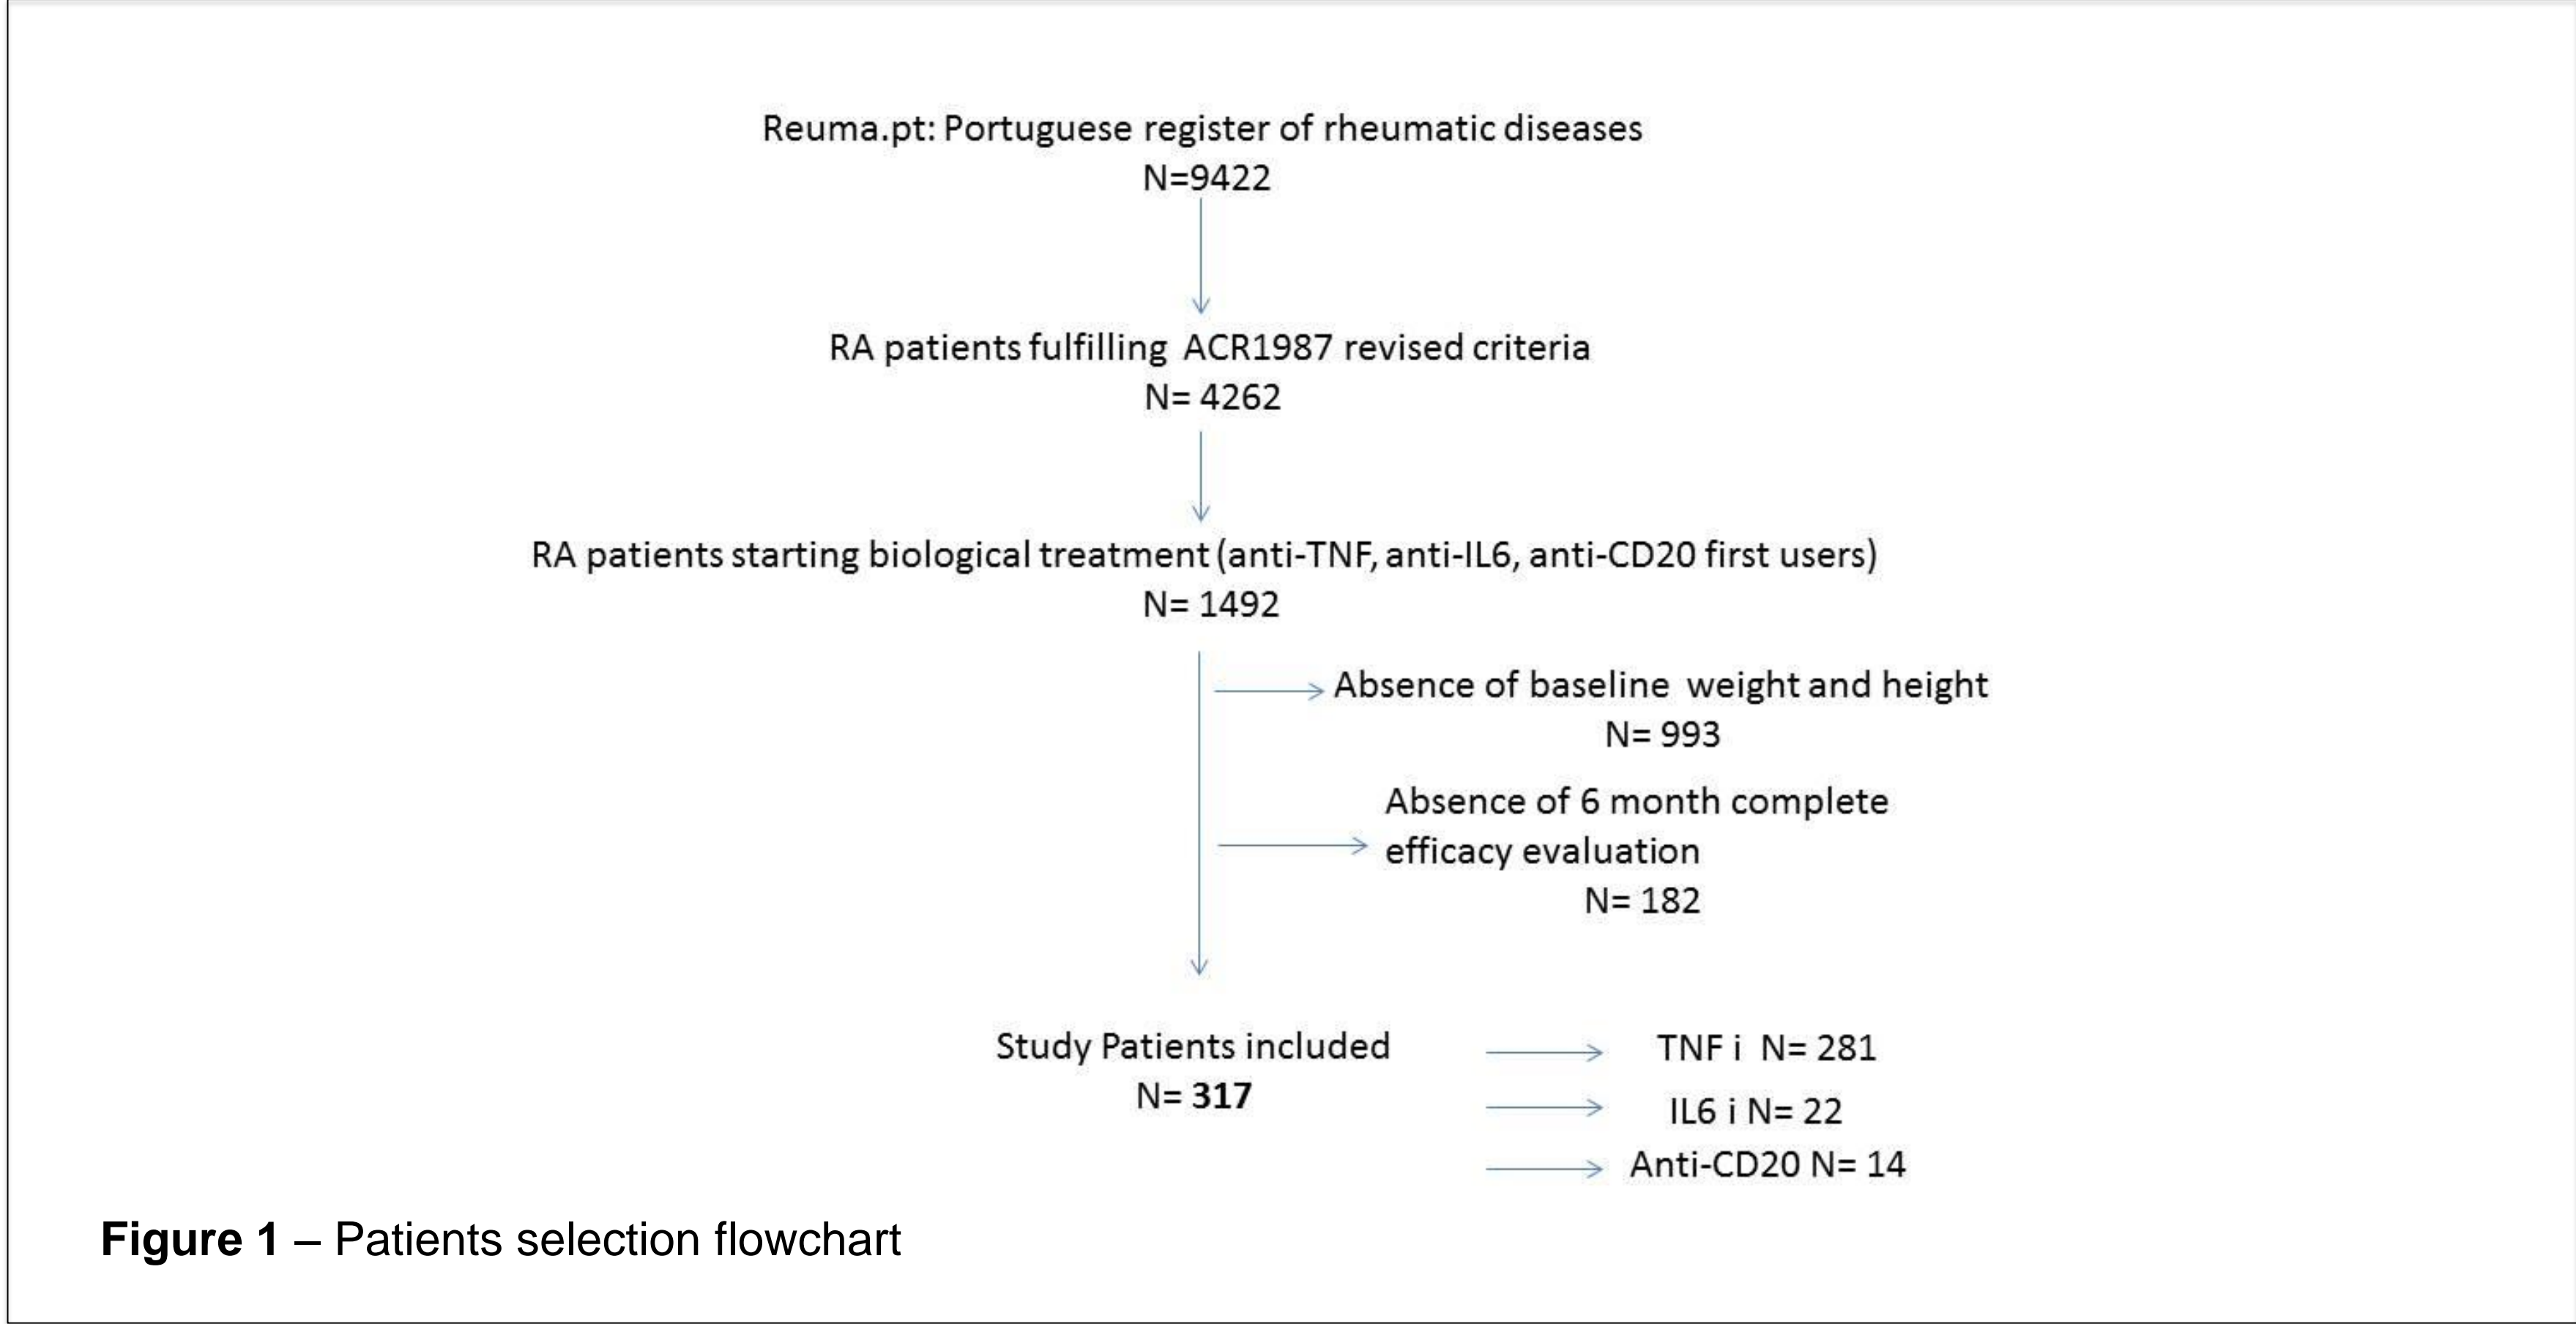 Reuma.pt: Portuguese register of rheumatic diseases
N=9422
RA patients fulfilling ACR1987 revised criteria
N= 4262
RA patients starting biological treatment (anti-TNF, anti-IL6, anti-CD20 first users)
N= 1492
Absence of baseline weight and height
N= 993
Absence of 6 month complete
efficacy evaluation
N= 182
Study Patients included
N= 317
TNF i N= 281
IL6 i N= 22
Anti-CD20 N= 14
Figure 1 – Patients selection flowchart